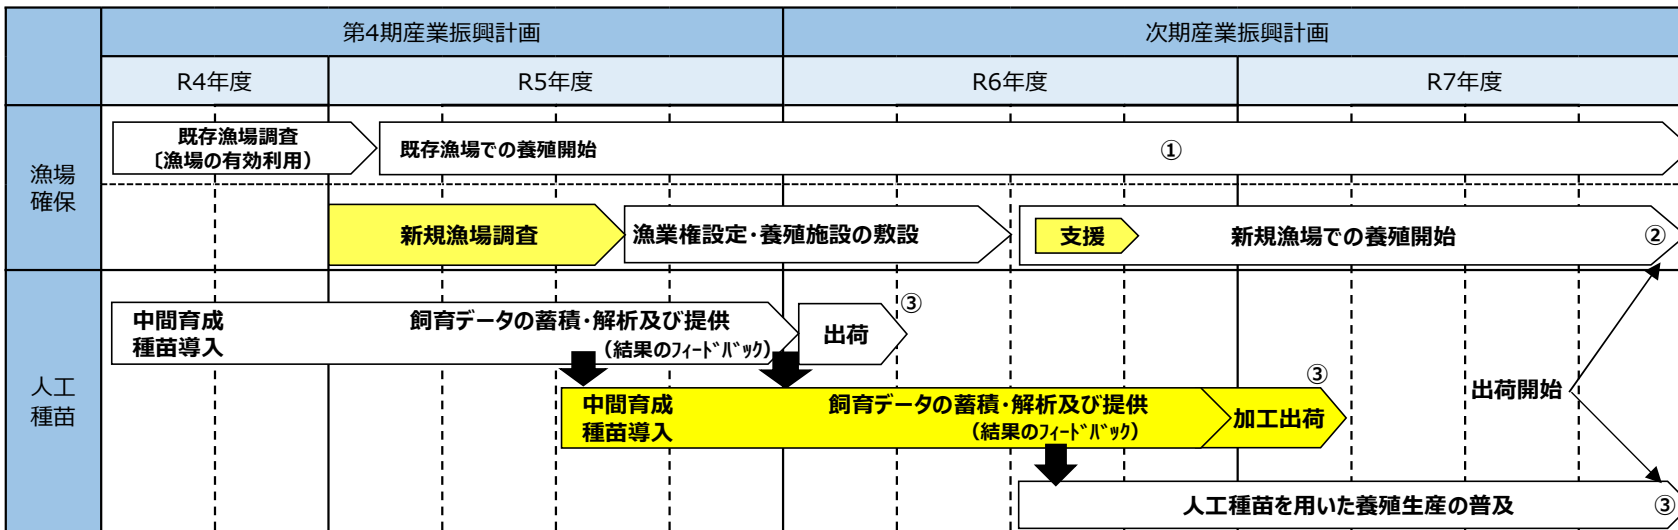 第4期産業振興計画
次期産業振興計画
R4年度
R5年度
R6年度
R7年度
漁場
確保
既存漁場調査
〔漁場の有効利用〕
既存漁場での養殖開始
①
新規漁場調査
漁業権設定・養殖施設の敷設
支援
新規漁場での養殖開始
②
人工
種苗
中間育成
種苗導入
飼育データの蓄積・解析及び提供
(結果のﾌｨｰﾄﾞﾊﾞｯｸ)
出荷
③
中間育成
種苗導入
飼育データの蓄積・解析及び提供
(結果のﾌｨｰﾄﾞﾊﾞｯｸ)
加工出荷
③
出荷開始
人工種苗を用いた養殖生産の普及
③